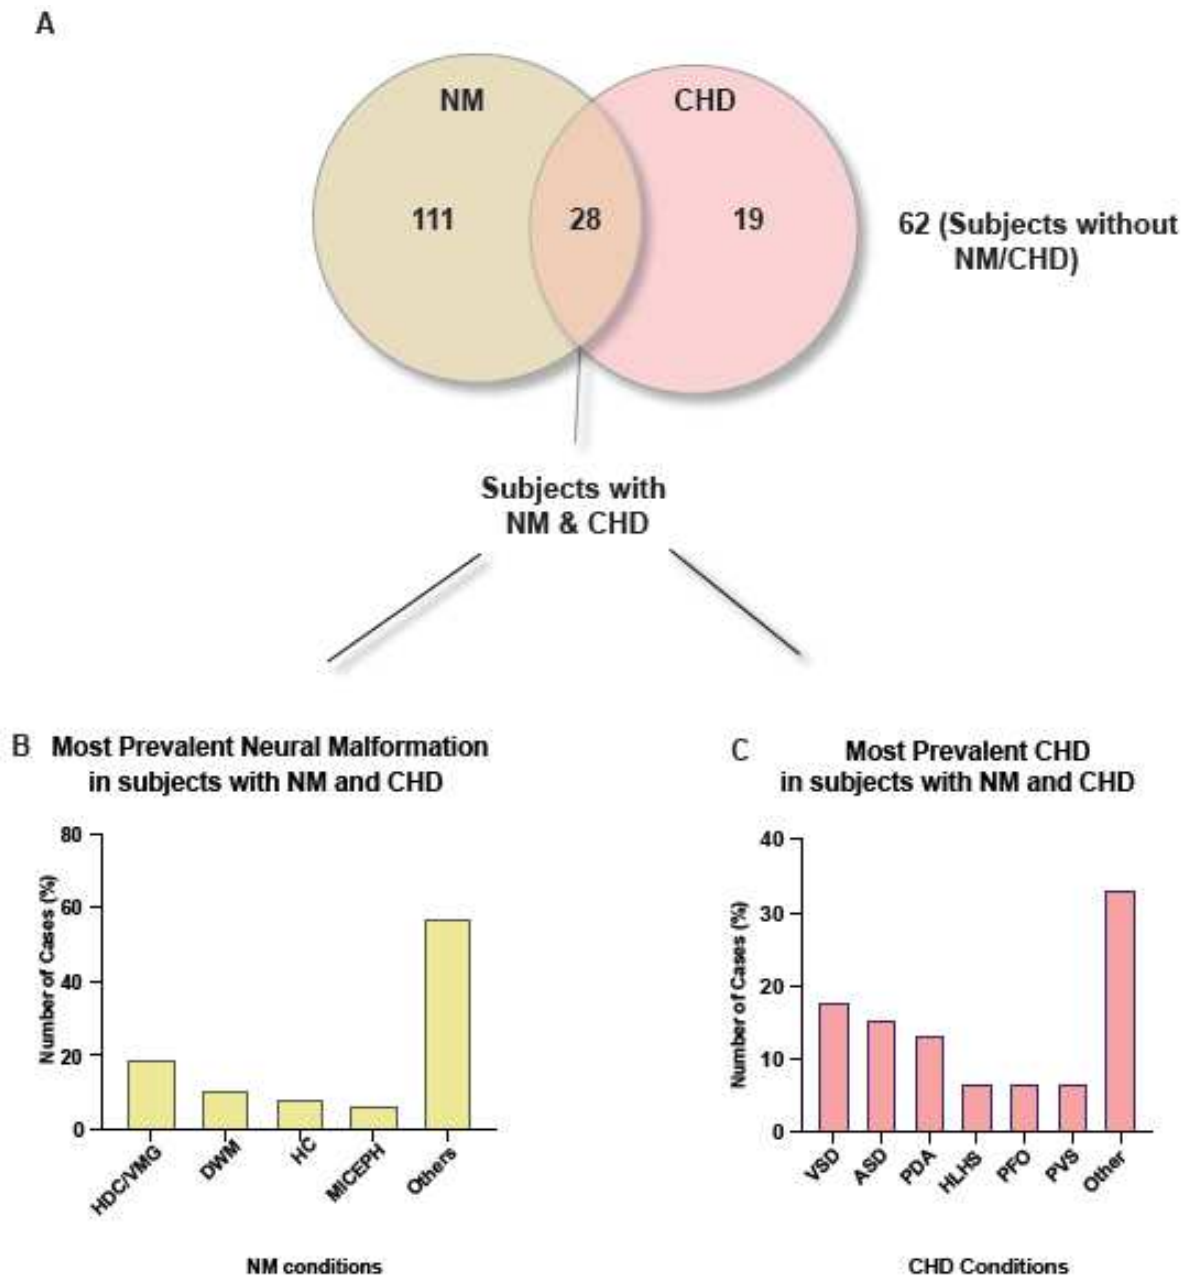 A
NM
CHD
111
28
19
62 (Subjects without
NM/CHD)
Subjects with
NM & CHD
B
Most Prevalent Neural Malformation
in subjects with NM and CHD
80
60
40
20
0
Number of Cases (%)
HDC/VMG
DWM
HC
MICEPH
Others
NM conditions
C
Most Prevalent CHD
in subjects with NM and CHD
40
30
20
10
0
Number of Cases (%)
VSD
ASD
PDA
HLHS
PFO
PVS
Other
CHD Conditions